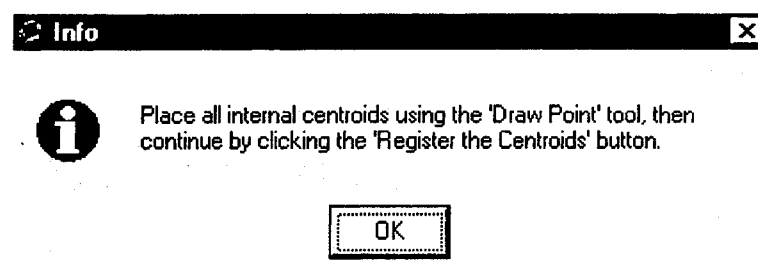 Info
Place all internal centroids using the 'Draw Point' tool, then
continue by clicking the 'Register the Centroids' button.
OK